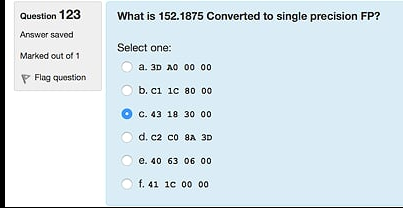 Question 123
Answer saved
Marked out of 1
Flag question
What is 152.1875 Converted to single precision FP?
Select one:
a. 3D A0 00 00
b. C1 1C 80 00
c. 43 18 30 00
d. C2 C0 8A 3D
e. 40 63 06 00
f. 41 1C 00 00